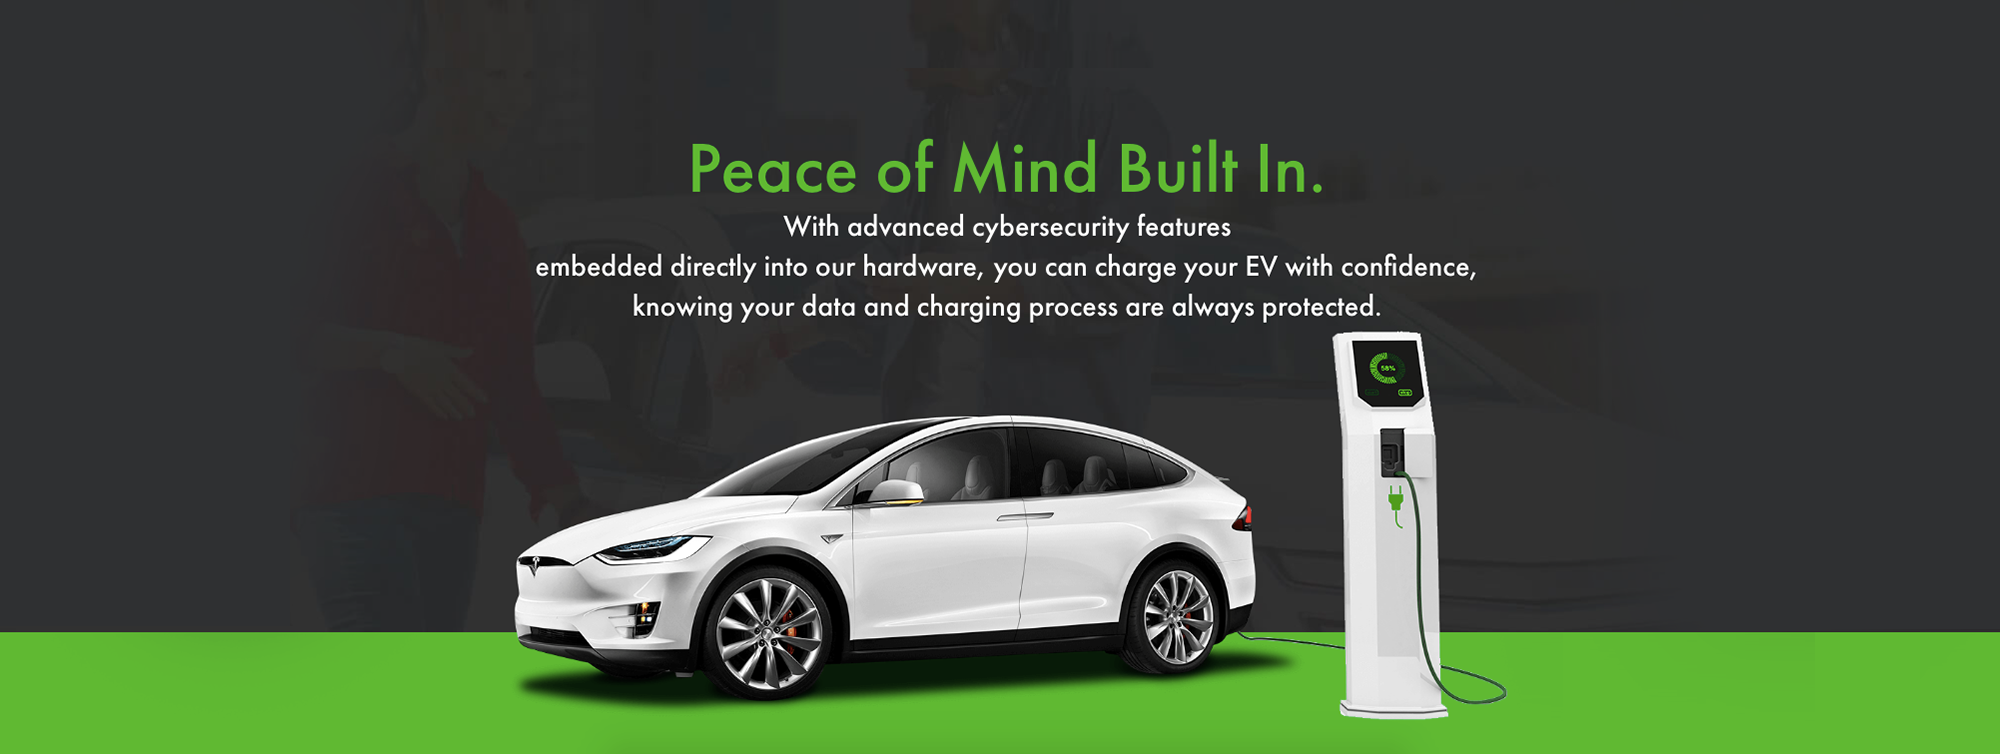 Peace of Mind Built In.
With advanced cybersecurity features
embedded directly into our hardware, you can charge your EV with confidence,
knowing your data and charging process are always protected.
58%